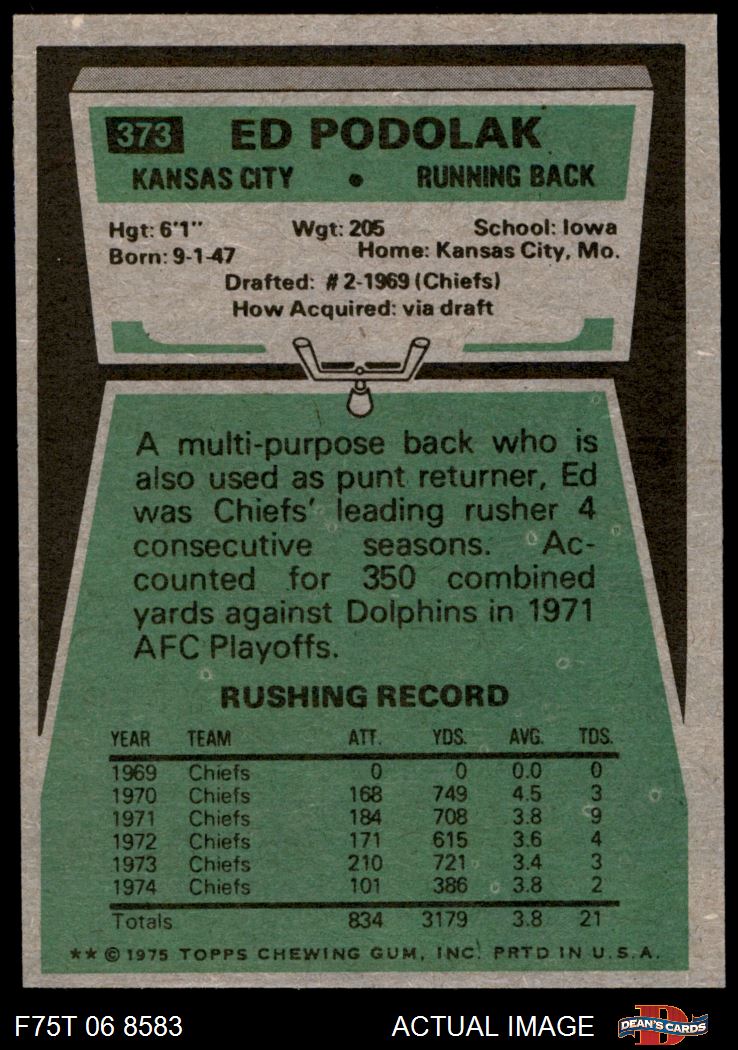 373 ED PODOLAK
KANSAS CITY • RUNNING BACK
Hgt: 6'1" Wgt: 205 School: Iowa
Born: 9-1-47 Home: Kansas City, Mo.
Drafted: #2-1969 (Chiefs)
How Acquired: via draft
A multi-purpose back who is
also used as punt returner, Ed
was Chiefs' leading rusher 4
consecutive seasons. Ac-
counted for 350 combined
yards against Dolphins in 1971
AFC Playoffs.
RUSHING RECORD
YEAR TEAM ATT. YDS. AVG. TDS.
1969 Chiefs 0 0 0.0 0
1970 Chiefs 168 749 4.5 3
1971 Chiefs 184 708 3.8 9
1972 Chiefs 171 615 3.6 4
1973 Chiefs 210 721 3.4 3
1974 Chiefs 101 386 3.8 2
Totals 834 3179 3.8 21
** © 1975 TOPPS CHEWING GUM, INC. PRTD IN U.S.A.
F75T 06 8583 ACTUAL IMAGE D DEAN'S CARDS